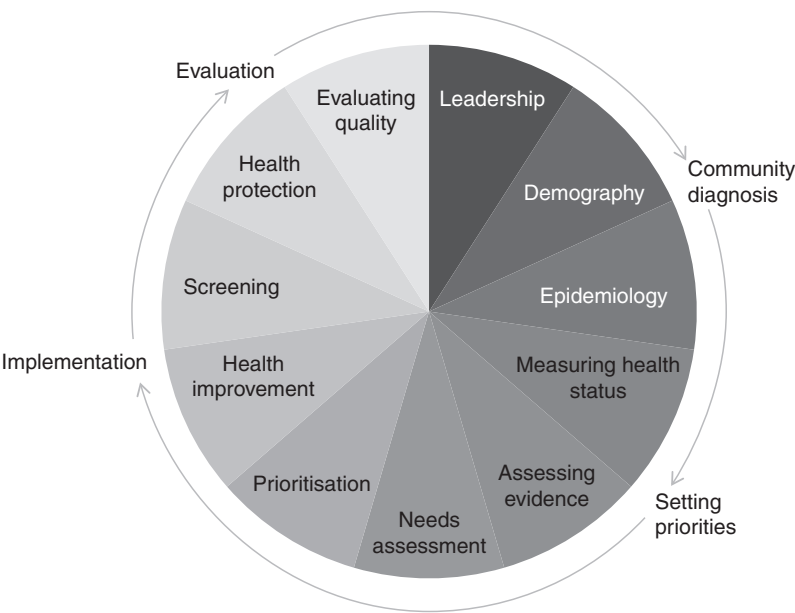 Evaluation
Evaluating
quality
Leadership
Health
protection
Demography
Community
diagnosis
Screening
Epidemiology
Implementation
Health
improvement
Measuring health
status
Prioritisation
Assessing
evidence
Needs
assessment
Setting
priorities